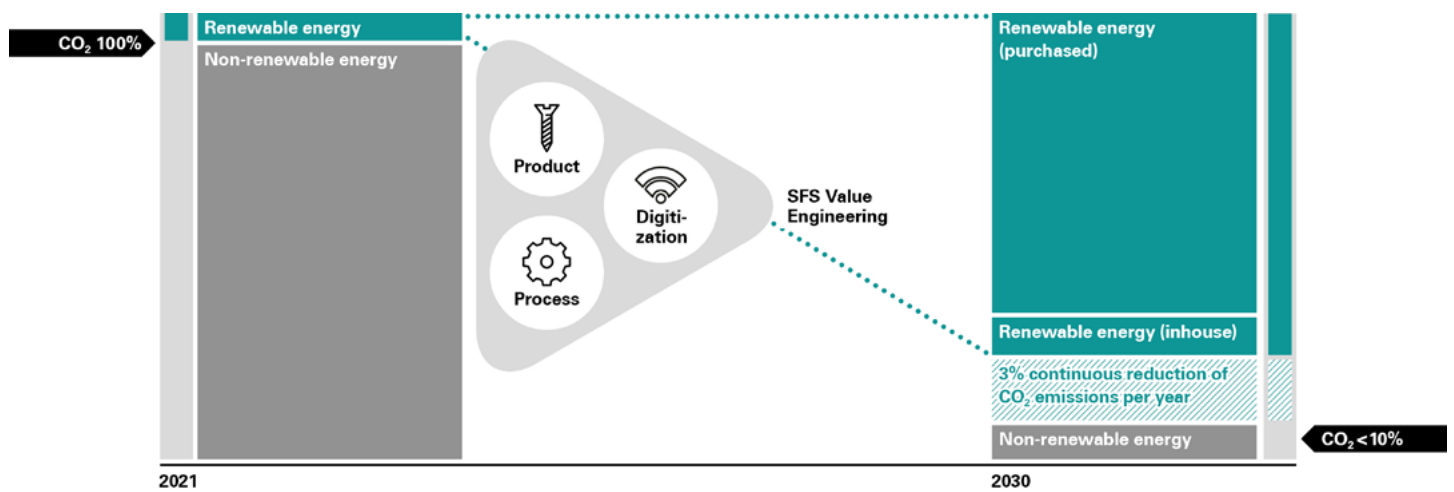 CO₂ 100%
Renewable energy
Non-renewable energy
Product
Digiti-
zation
Process
SFS Value
Engineering
Renewable energy
(purchased)
Renewable energy (inhouse)
3% continuous reduction of
CO₂ emissions per year
Non-renewable energy
CO₂ < 10%
2021
2030